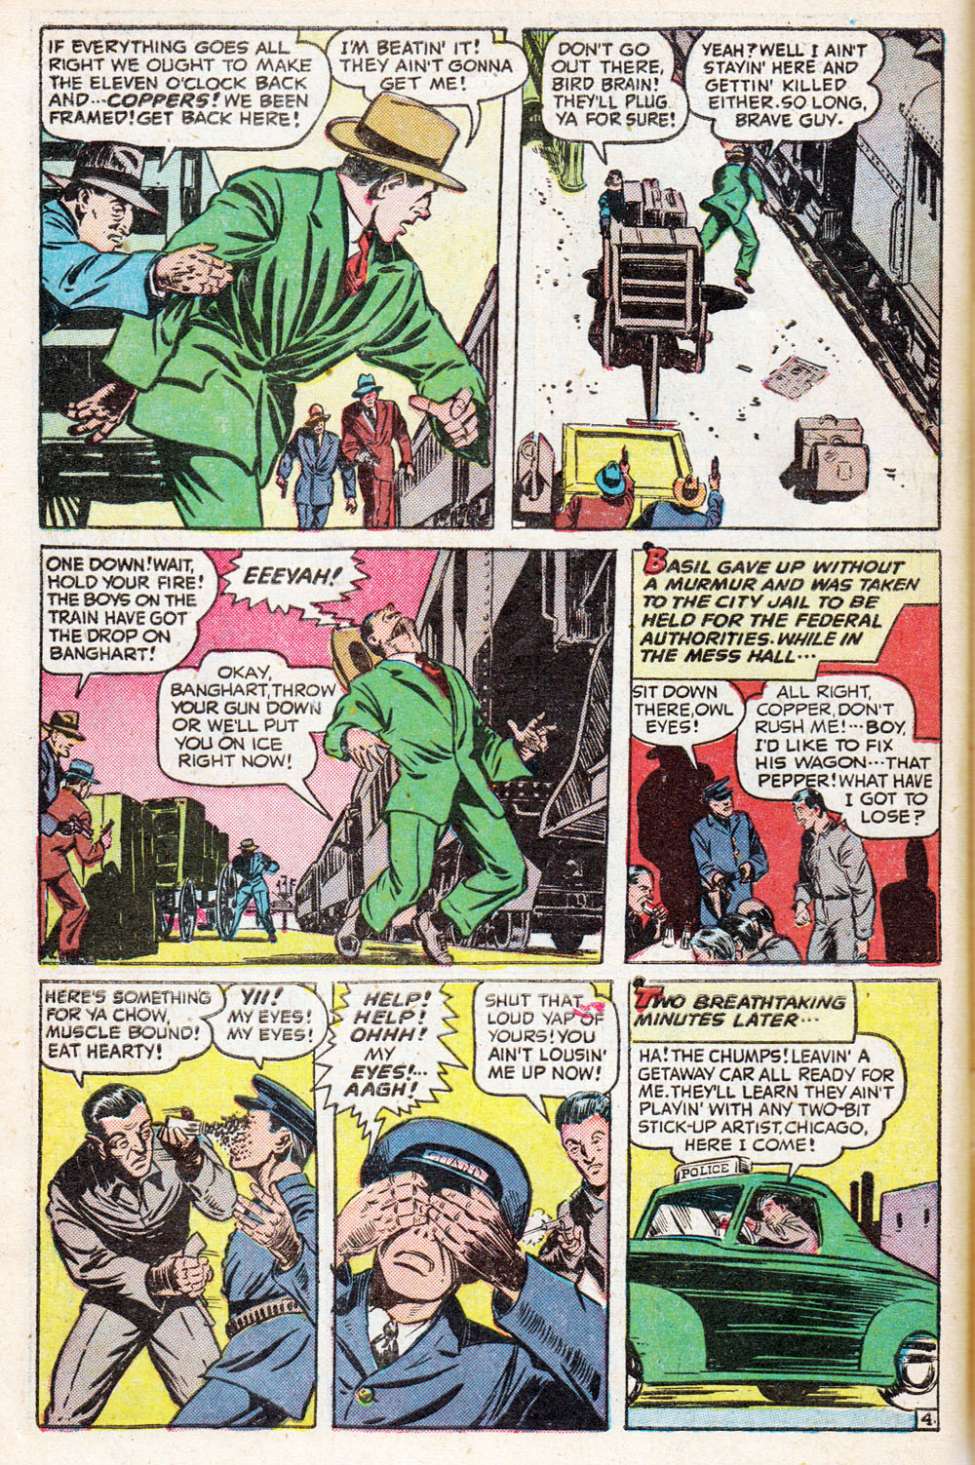 IF EVERYTHING GOES ALL
RIGHT WE OUGHT TO MAKE
THE ELEVEN O'CLOCK BACK
AND---COPPERS! WE BEEN
FRAMED! GET BACK HERE!
I'M BEATIN' IT!
THEY AIN'T GONNA
GET ME!
DON'T GO
OUT THERE,
BIRD BRAIN!
THEY'LL PLUG
YA FOR SURE!
YEAH? WELL I AIN'T
STAYIN' HERE AND
GETTIN' KILLED
EITHER. SO LONG,
BRAVE GUY.
ONE DOWN! WAIT,
HOLD YOUR FIRE!
THE BOYS ON THE
TRAIN HAVE GOT
THE DROP ON
BANGHART!
EEEYAH!
OKAY,
BANGHART, THROW
YOUR GUN DOWN
OR WE'LL PUT
YOU ON ICE
RIGHT NOW!
BASIL GAVE UP WITHOUT
A MURMUR AND WAS TAKEN
TO THE CITY JAIL TO BE
HELD FOR THE FEDERAL
AUTHORITIES. WHILE IN
THE MESS HALL---
SIT DOWN
THERE, OWL
EYES!
ALL RIGHT,
COPPER, DON'T
RUSH ME!---BOY,
I'D LIKE TO FIX
HIS WAGON---THAT
PEPPER! WHAT HAVE
I GOT TO
LOSE?
HERE'S SOMETHING
FOR YA CHOW,
MUSCLE BOUND!
EAT HEARTY!
YII!
MY EYES!
MY EYES!
HELP!
HELP!
OHHH!
MY
EYES!---
AAGH!
SHUT THAT
LOUD YAP OF
YOURS! YOU
AIN'T LOUSIN'
ME UP NOW!
TWO BREATHTAKING
MINUTES LATER---
HA! THE CHUMPS! LEAVIN' A
GETAWAY CAR ALL READY FOR
ME. THEY'LL LEARN THEY AIN'T
PLAYIN' WITH ANY TWO-BIT
STICK-UP ARTIST. CHICAGO,
HERE I COME!
POLICE
4.